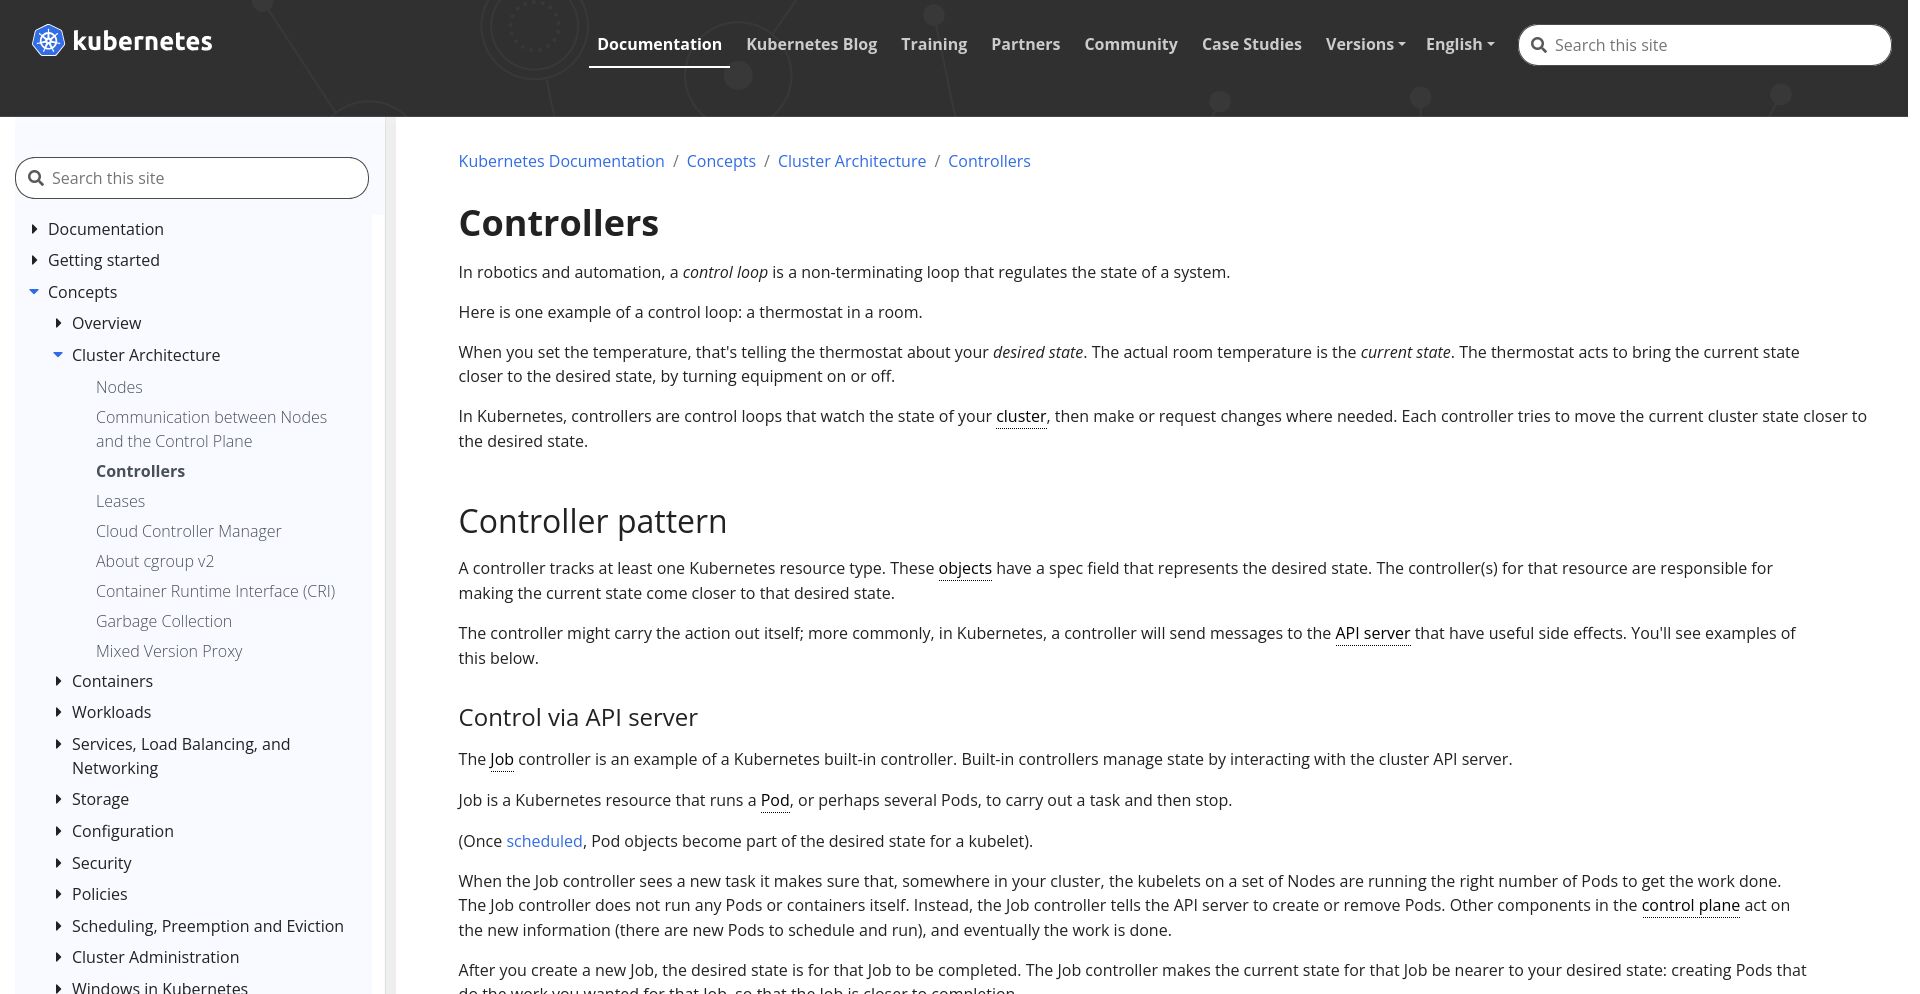 kubernetes
Documentation
Kubernetes Blog
Training
Partners
Community
Case Studies
Versions
English
Search this site
Search this site
Documentation
Getting started
Concepts
Overview
Cluster Architecture
Nodes
Communication between Nodes
and the Control Plane
Controllers
Leases
Cloud Controller Manager
About cgroup v2
Container Runtime Interface (CRI)
Garbage Collection
Mixed Version Proxy
Containers
Workloads
Services, Load Balancing, and
Networking
Storage
Configuration
Security
Policies
Scheduling, Preemption and Eviction
Cluster Administration
Windows in Kubernetes
Kubernetes Documentation / Concepts / Cluster Architecture / Controllers
Controllers
In robotics and automation, a control loop is a non-terminating loop that regulates the state of a system.
Here is one example of a control loop: a thermostat in a room.
When you set the temperature, that's telling the thermostat about your desired state. The actual room temperature is the current state. The thermostat acts to bring the current state
closer to the desired state, by turning equipment on or off.
In Kubernetes, controllers are control loops that watch the state of your cluster, then make or request changes where needed. Each controller tries to move the current cluster state closer to
the desired state.
Controller pattern
A controller tracks at least one Kubernetes resource type. These objects have a spec field that represents the desired state. The controller(s) for that resource are responsible for
making the current state come closer to that desired state.
The controller might carry the action out itself; more commonly, in Kubernetes, a controller will send messages to the API server that have useful side effects. You'll see examples of
this below.
Control via API server
The Job controller is an example of a Kubernetes built-in controller. Built-in controllers manage state by interacting with the cluster API server.
Job is a Kubernetes resource that runs a Pod, or perhaps several Pods, to carry out a task and then stop.
(Once scheduled, Pod objects become part of the desired state for a kubelet).
When the Job controller sees a new task it makes sure that, somewhere in your cluster, the kubelets on a set of Nodes are running the right number of Pods to get the work done.
The Job controller does not run any Pods or containers itself. Instead, the Job controller tells the API server to create or remove Pods. Other components in the control plane act on
the new information (there are new Pods to schedule and run), and eventually the work is done.
After you create a new Job, the desired state is for that Job to be completed. The Job controller makes the current state for that Job be nearer to your desired state: creating Pods that
do the work you wanted for that Job, so that the Job is closer to completion.